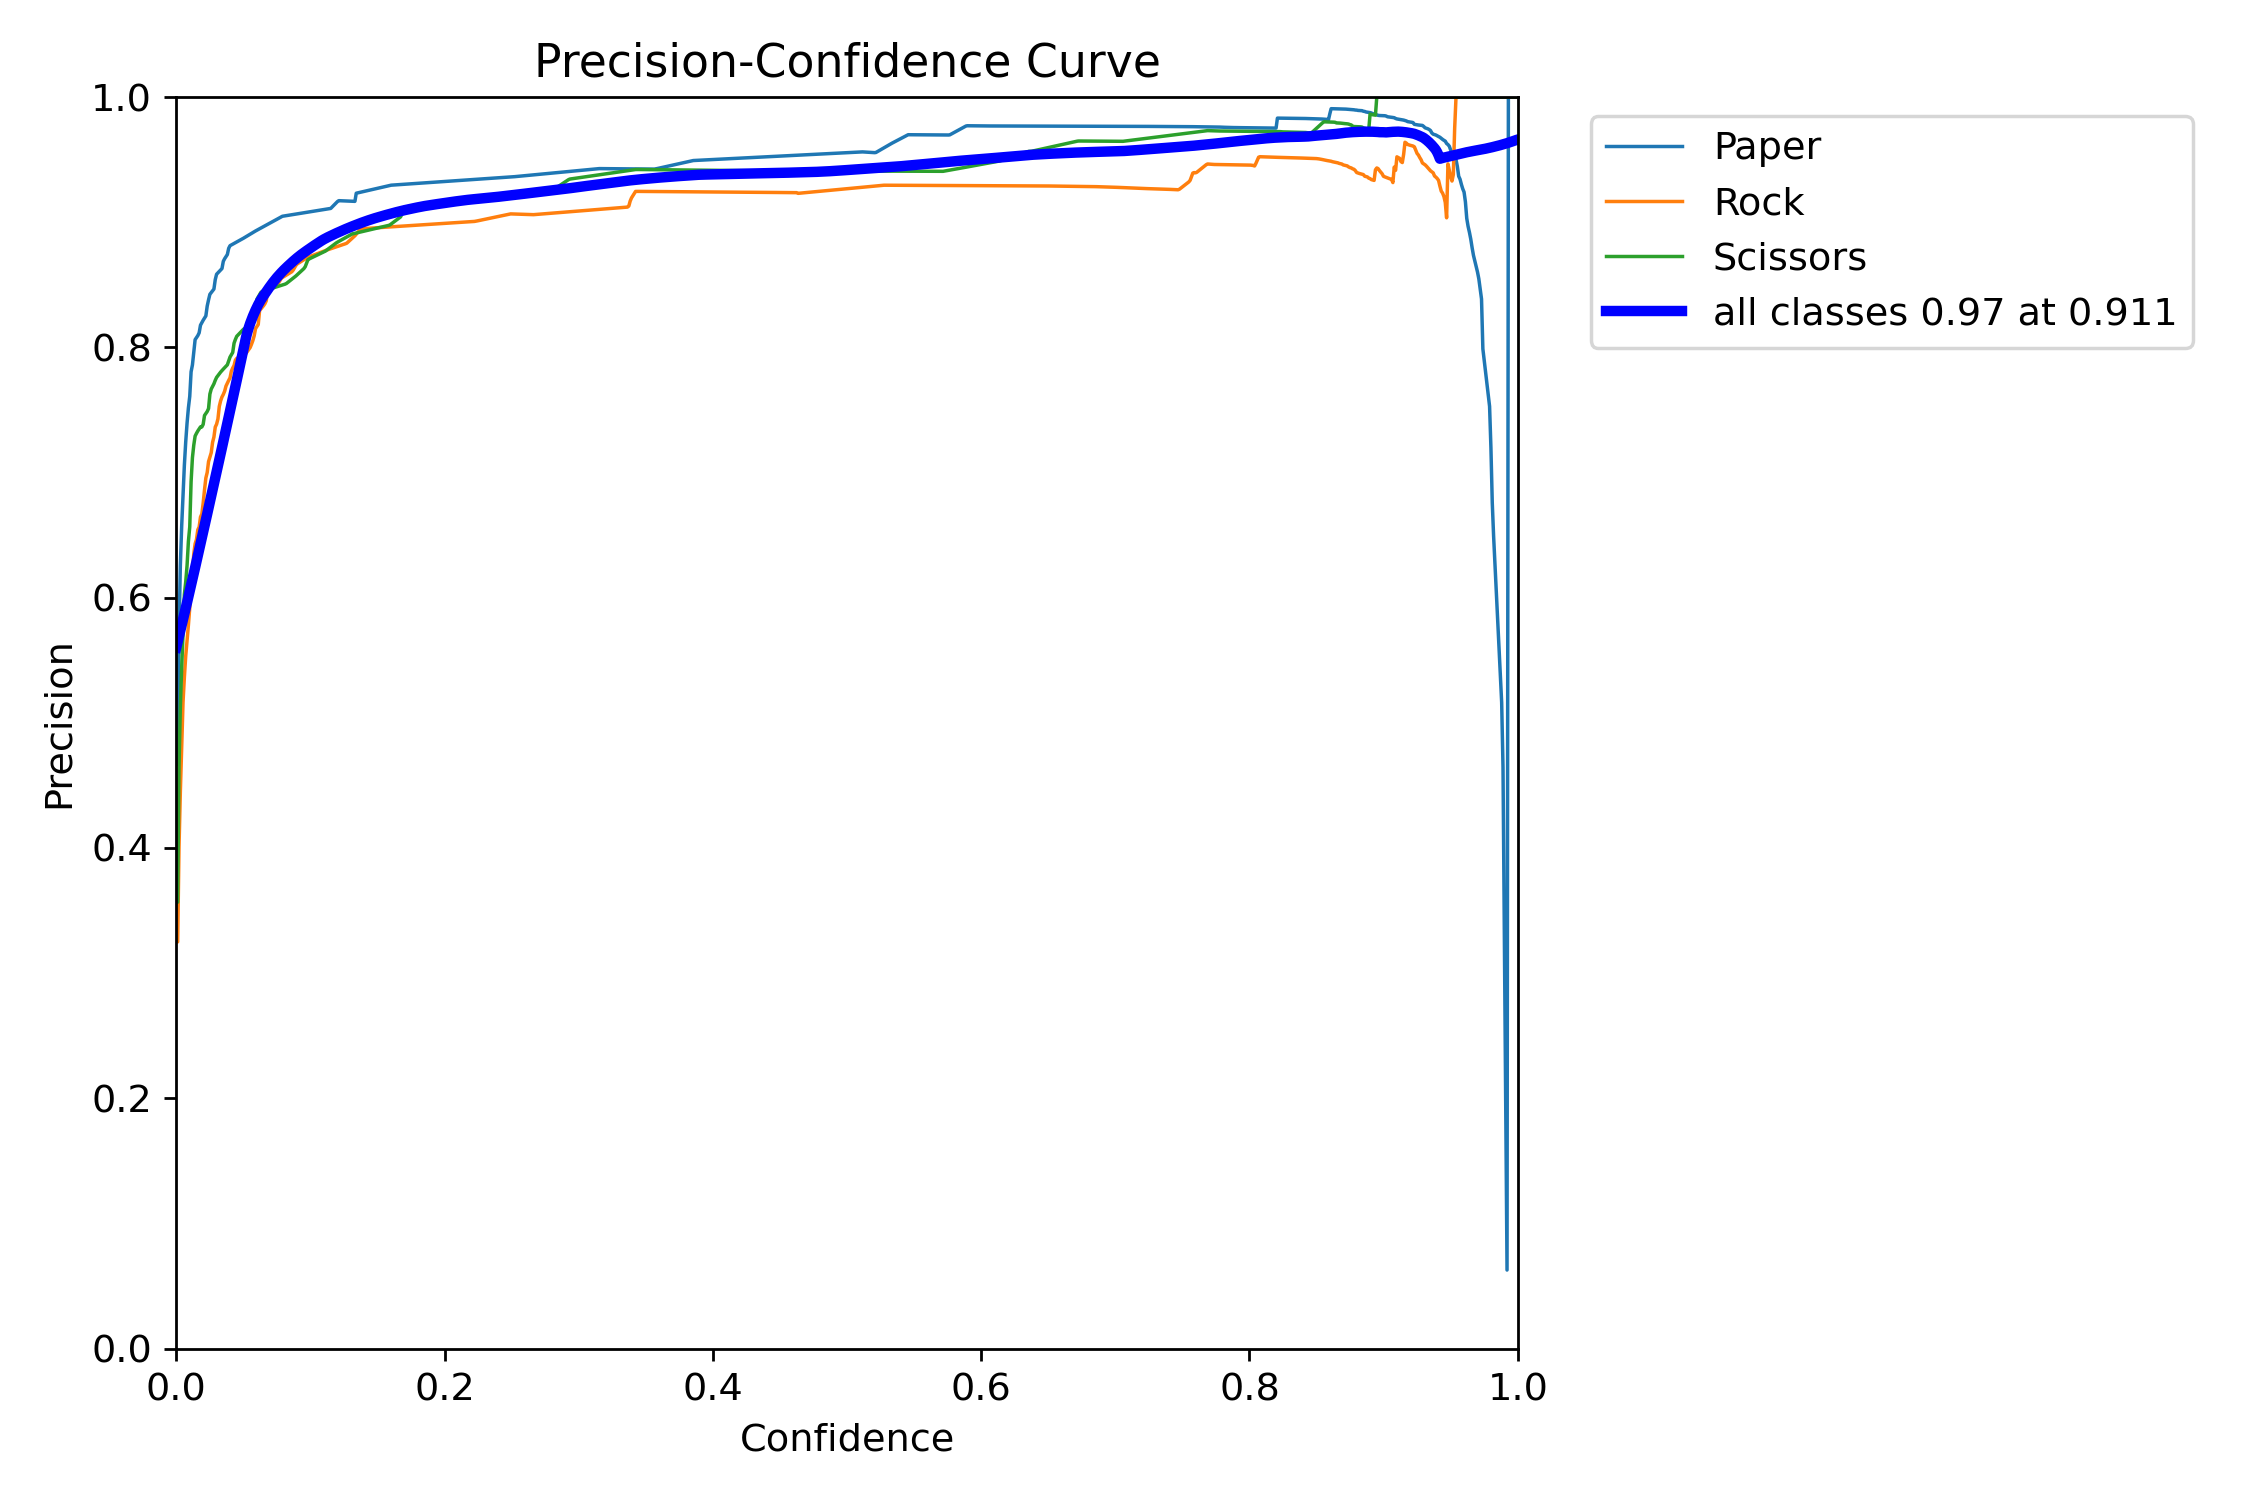 Precision-Confidence Curve
1.0
0.8
0.6
0.4
0.2
0.0
Precision
0.0 0.2 0.4 0.6 0.8 1.0
Confidence
Paper
Rock
Scissors
all classes 0.97 at 0.911